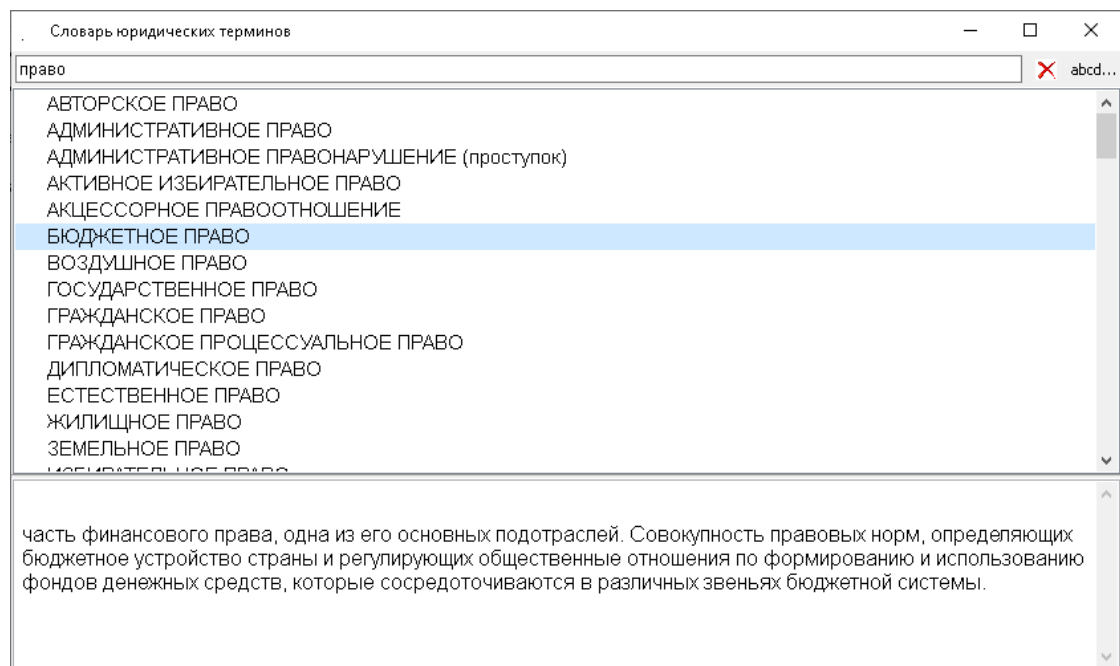 Словарь юридических терминов
право
abcd...
АВТОРСКОЕ ПРАВО
АДМИНИСТРАТИВНОЕ ПРАВО
АДМИНИСТРАТИВНОЕ ПРАВОНАРУШЕНИЕ (проступок)
АКТИВНОЕ ИЗБИРАТЕЛЬНОЕ ПРАВО
АКЦЕССОРНОЕ ПРАВООТНОШЕНИЕ
БЮДЖЕТНОЕ ПРАВО
ВОЗДУШНОЕ ПРАВО
ГОСУДАРСТВЕННОЕ ПРАВО
ГРАЖДАНСКОЕ ПРАВО
ГРАЖДАНСКОЕ ПРОЦЕССУАЛЬНОЕ ПРАВО
ДИПЛОМАТИЧЕСКОЕ ПРАВО
ЕСТЕСТВЕННОЕ ПРАВО
ЖИЛИЩНОЕ ПРАВО
ЗЕМЕЛЬНОЕ ПРАВО
ИЗБИРАТЕЛЬНОЕ ПРАВО
часть финансового права, одна из его основных подотраслей. Совокупность правовых норм, определяющих
бюджетное устройство страны и регулирующих общественные отношения по формированию и использованию
фондов денежных средств, которые сосредоточиваются в различных звеньях бюджетной системы.